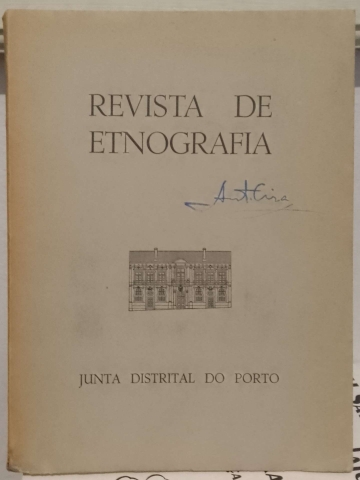 REVISTA DE
ETNOGRAFIA
JUNTA DISTRITAL DO PORTO